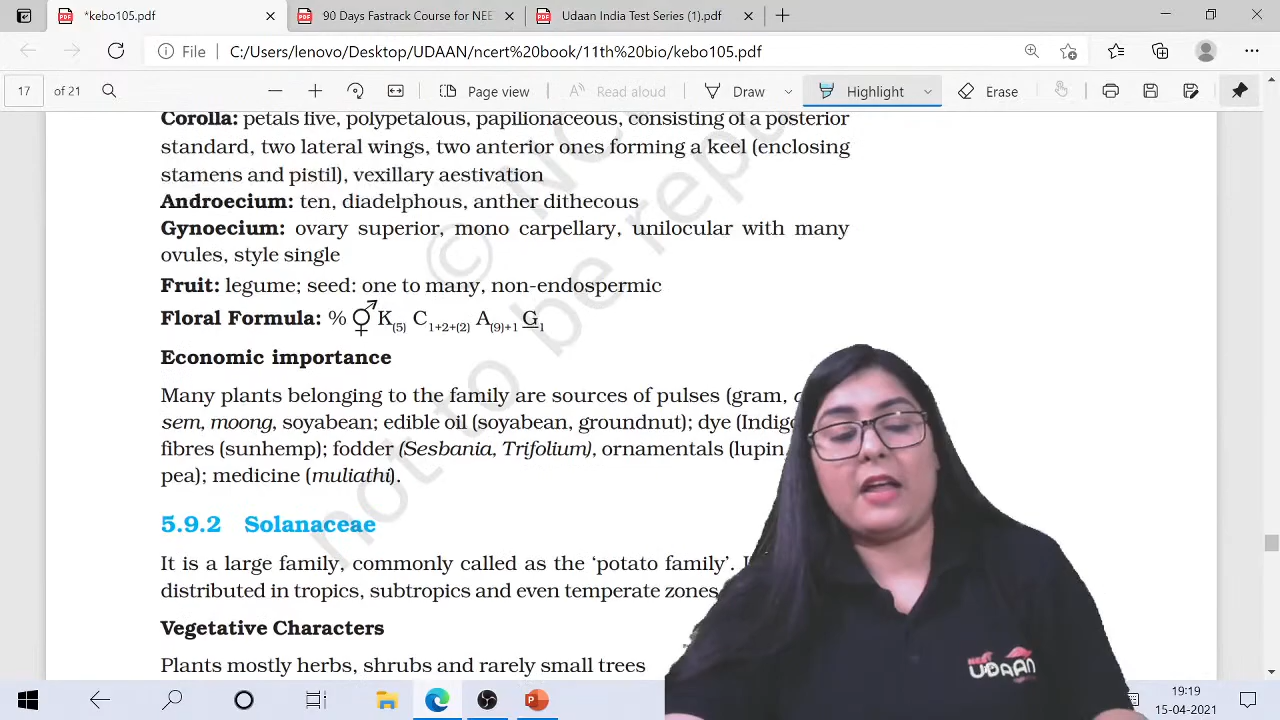 *kebo105.pdf
90 Days Fast Course for NEE
Udaan India Test Series (1).pdf
File C:/Users/lenovo/Desktop/UDAAN/ncert%20book/11th%20bio/kebo105.pdf
17 of 21
Page view
Read aloud
Draw
Highlight
Erase
Corolla: petals five, polypetalous, papilionaceous, consisting of a posterior
standard, two lateral wings, two anterior ones forming a keel (enclosing
stamens and pistil), vexillary aestivation
Androecium: ten, diadelphous, anther dithecous
Gynoecium: ovary superior, mono carpellary, unilocular with many
ovules, style single
Fruit: legume; seed: one to many, non-endospermic
Floral Formula: % ⚥ K(5) C1+2+(2) A(9)+1 G1
Economic importance
Many plants belonging to the family are sources of pulses (gram,
sem, moong, soyabean; edible oil (soyabean, groundnut); dye (Indigo
fibres (sunhemp); fodder (Sesbania, Trifolium), ornamentals (lupin,
pea); medicine (muliathi).
5.9.2 Solanaceae
It is a large family, commonly called as the ‘potato family’.
distributed in tropics, subtropics and even temperate zones
Vegetative Characters
Plants mostly herbs, shrubs and rarely small trees
© NC
not to be rep
UDAAN
19:19
15-04-2021